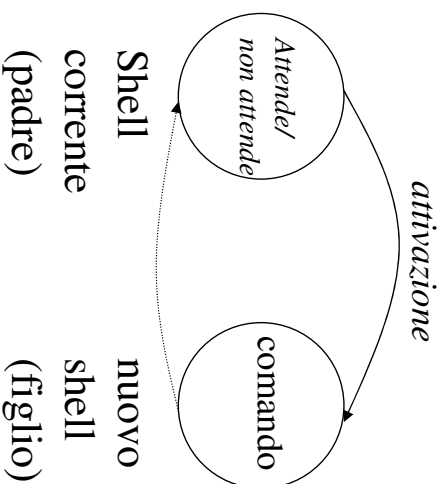 attivazione
Attende/
non attende
comando
Shell
corrente
(padre)
nuovo
shell
(figlio)